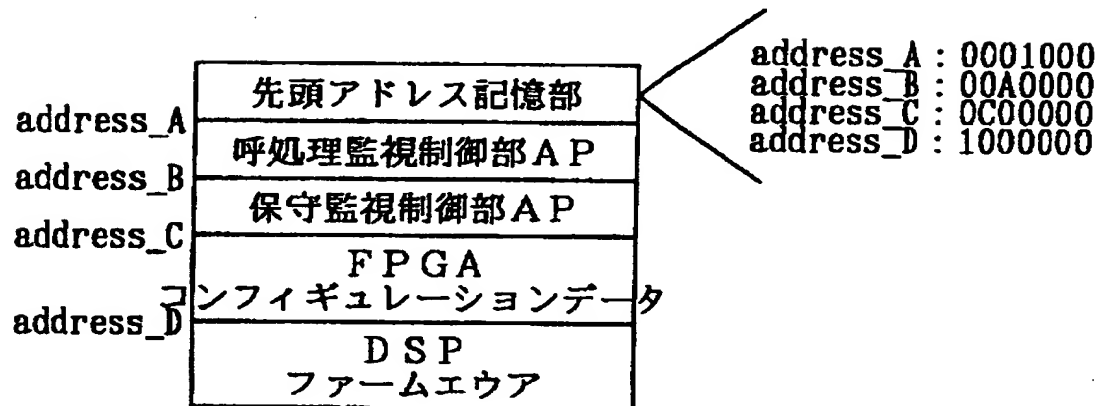 先頭アドレス記憶部
address_A
呼処理監視制御部ＡＰ
address_B
保守監視制御部ＡＰ
address_C
ＦＰＧＡ
コンフィギュレーションデータ
address_D
ＤＳＰ
ファームエウア
address_A : 0001000
address_B : 00A0000
address_C : 0C00000
address_D : 1000000